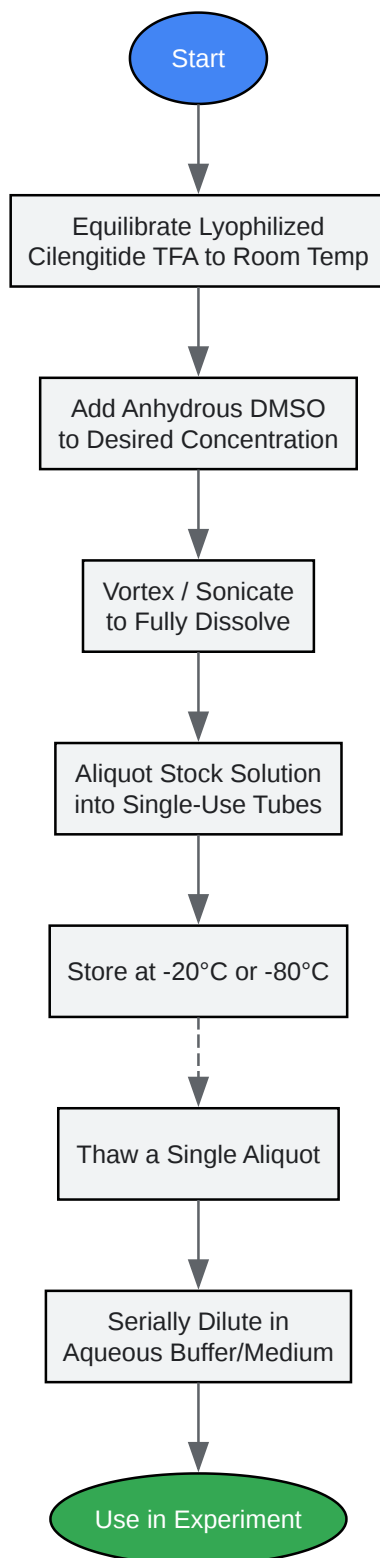 Start
Equilibrate Lyophilized
Cilengitide TFA to Room Temp
Add Anhydrous DMSO
to Desired Concentration
Vortex / Sonicate
to Fully Dissolve
Aliquot Stock Solution
into Single-Use Tubes
Store at -20°C or -80°C
Thaw a Single Aliquot
Serially Dilute in
Aqueous Buffer/Medium
Use in Experiment